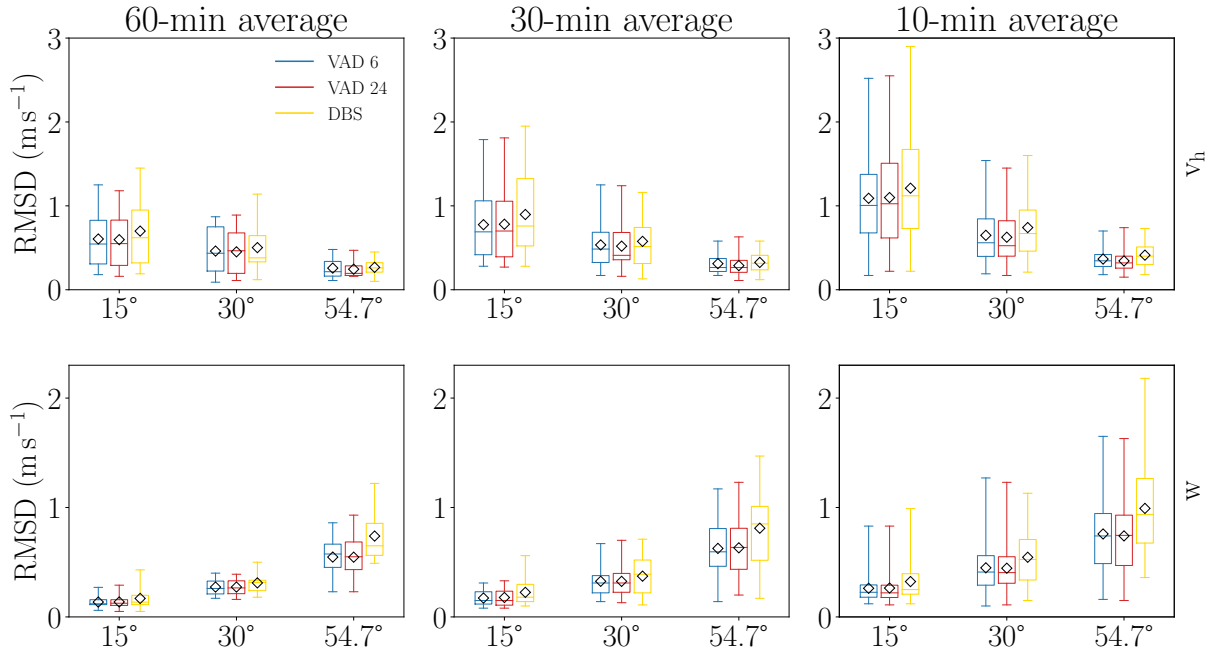 60-min average 30-min average 10-min average
3 3 3
VAD 6
VAD 24
DBS
2 2 2
RMSD (m s⁻¹)
1 1 1
v_h
0 0 0
15° 30° 54.7° 15° 30° 54.7° 15° 30° 54.7°
2 2 2
RMSD (m s⁻¹)
1 1 1
w
0 0 0
15° 30° 54.7° 15° 30° 54.7° 15° 30° 54.7°